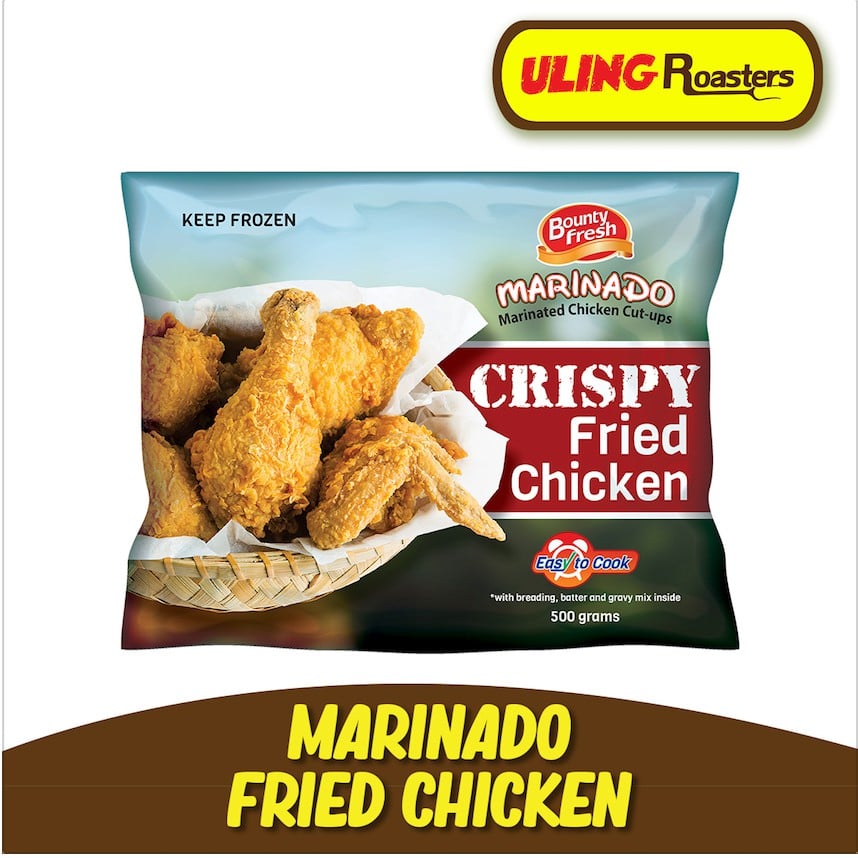 ULING Roasters
KEEP FROZEN
Bounty
Fresh
MARINADO
Marinated Chicken Cut-ups
CRISPY
Fried
Chicken
Easy to Cook
*with breading, batter and gravy mix inside
500 grams
MARINADO
FRIED CHICKEN